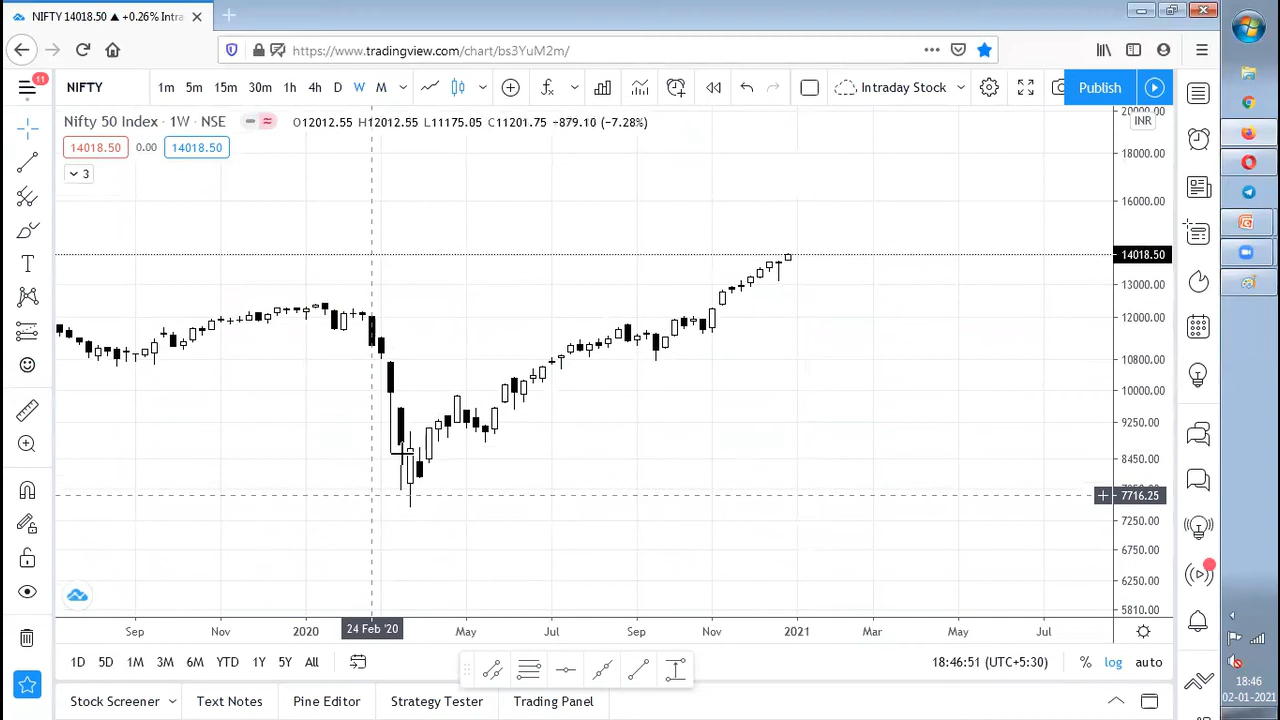 NIFTY 14018.50 ▲ +0.26% Intra
https://www.tradingview.com/chart/bs3YuM2m/
11
NIFTY
1m 5m 15m 30m 1h 4h D W M
Intraday Stock
Publish
Nifty 50 Index · 1W · NSE
O12012.55 H12012.55 L11175.05 C11201.75 −879.10 (−7.28%)
14018.50 0.00 14018.50
3
INR
18000.00
16000.00
14018.50
13000.00
12000.00
10800.00
10000.00
9250.00
8450.00
7716.25
7250.00
6750.00
6250.00
5810.00
Sep Nov 2020 24 Feb '20 May Jul Sep Nov 2021 Mar May Jul
1D 5D 1M 3M 6M YTD 1Y 5Y All
18:46:51 (UTC+5:30) % log auto
Stock Screener Text Notes Pine Editor Strategy Tester Trading Panel
18:46
02-01-2021